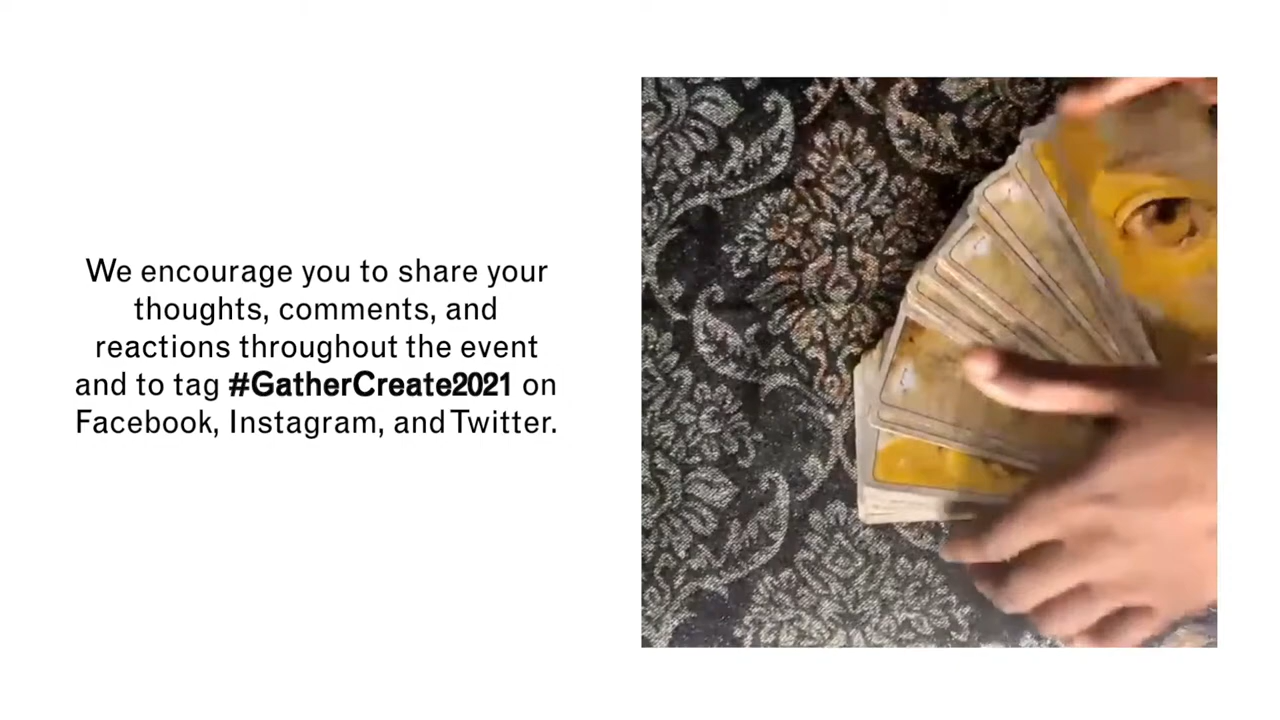 We encourage you to share your
thoughts, comments, and
reactions throughout the event
and to tag #GatherCreate2021 on
Facebook, Instagram, and Twitter.